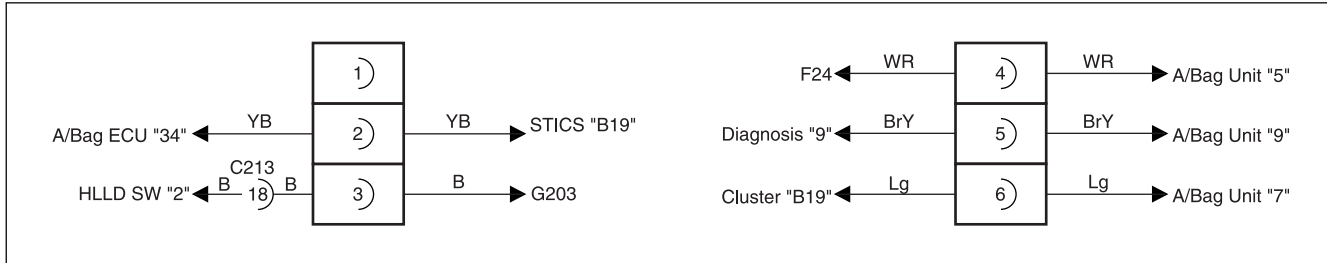 1
A/Bag ECU "34" YB 2 YB STICS "B19"
C213
HLLD SW "2" B 18 B 3 B G203
F24 WR 4 WR A/Bag Unit "5"
Diagnosis "9" BrY 5 BrY A/Bag Unit "9"
Cluster "B19" Lg 6 Lg A/Bag Unit "7"